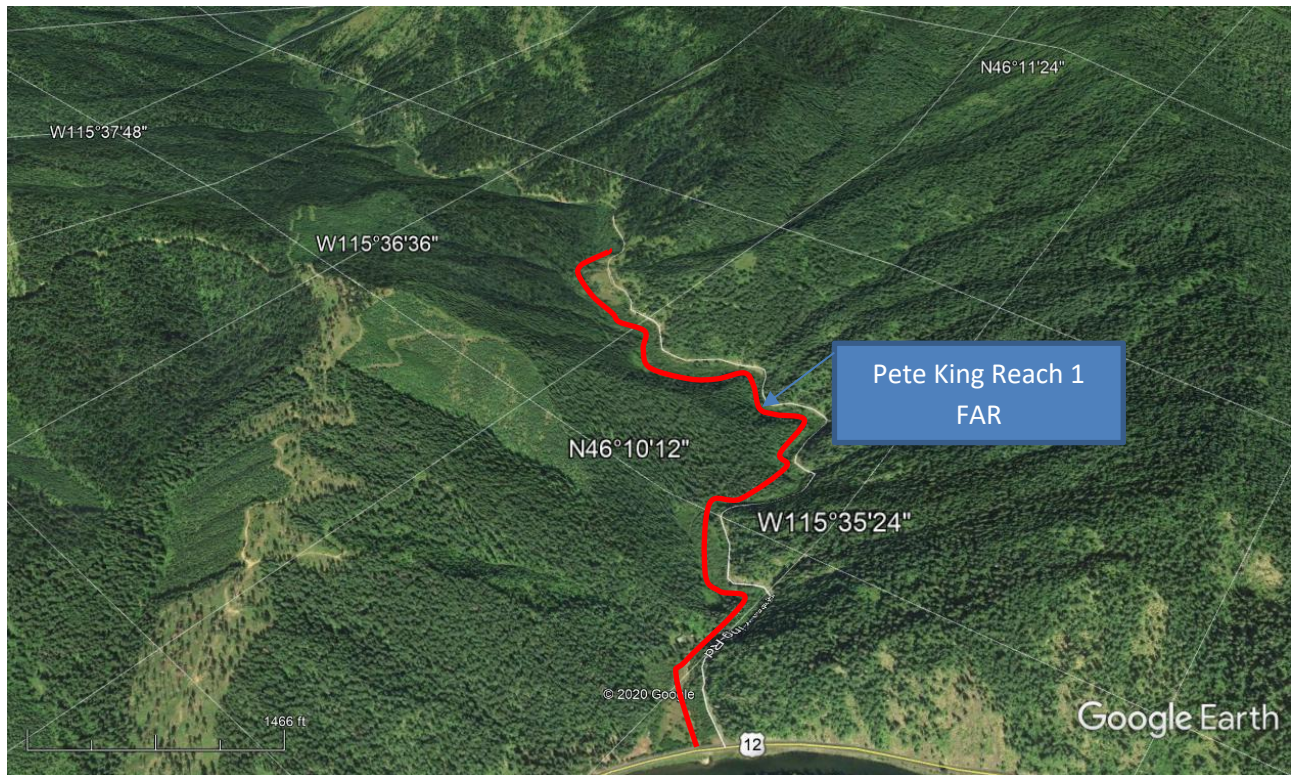 N46°11'24"
W115°37'48"
W115°36'36"
Pete King Reach 1
FAR
N46°10'12"
W115°35'24"
© 2020 Google
1466 ft
12
Google Earth